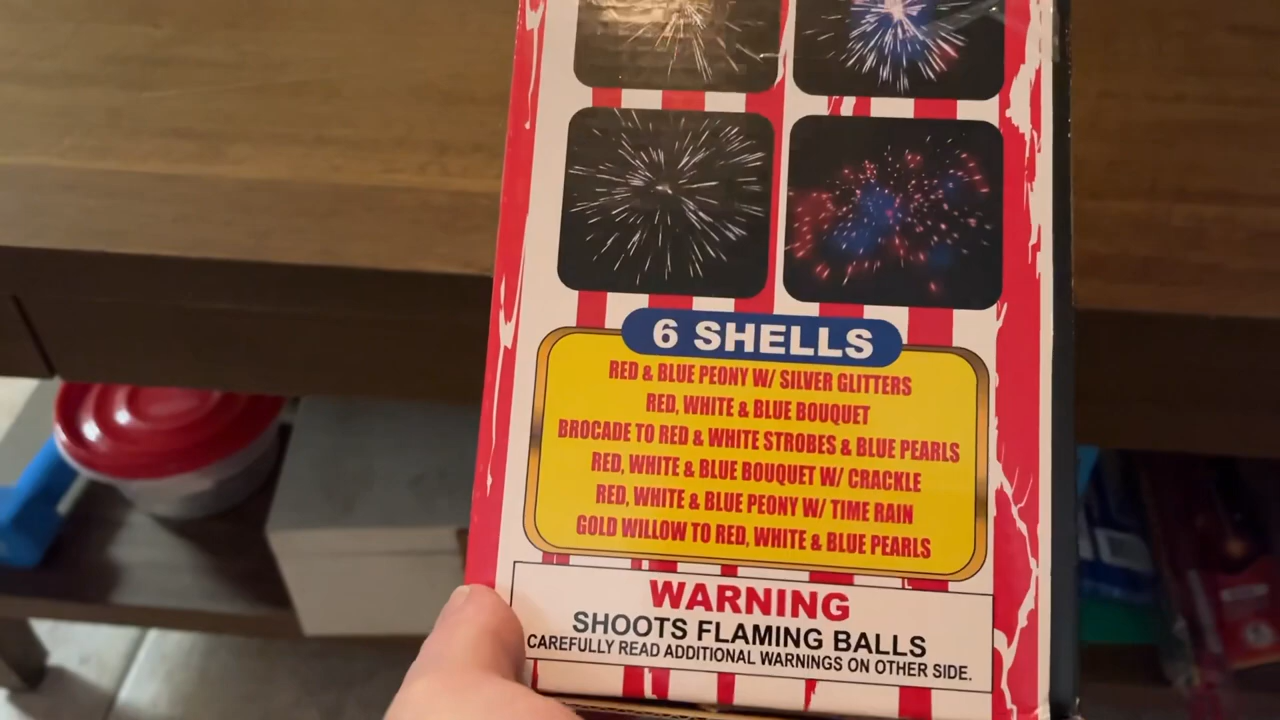 6 SHELLS
RED & BLUE PEONY W/ SILVER GLITTERS
RED, WHITE & BLUE BOUQUET
BROCADE TO RED & WHITE STROBES & BLUE PEARLS
RED, WHITE & BLUE BOUQUET W/ CRACKLE
RED, WHITE & BLUE PEONY W/ TIME RAIN
GOLD WILLOW TO RED, WHITE & BLUE PEARLS
WARNING
SHOOTS FLAMING BALLS
CAREFULLY READ ADDITIONAL WARNINGS ON OTHER SIDE.